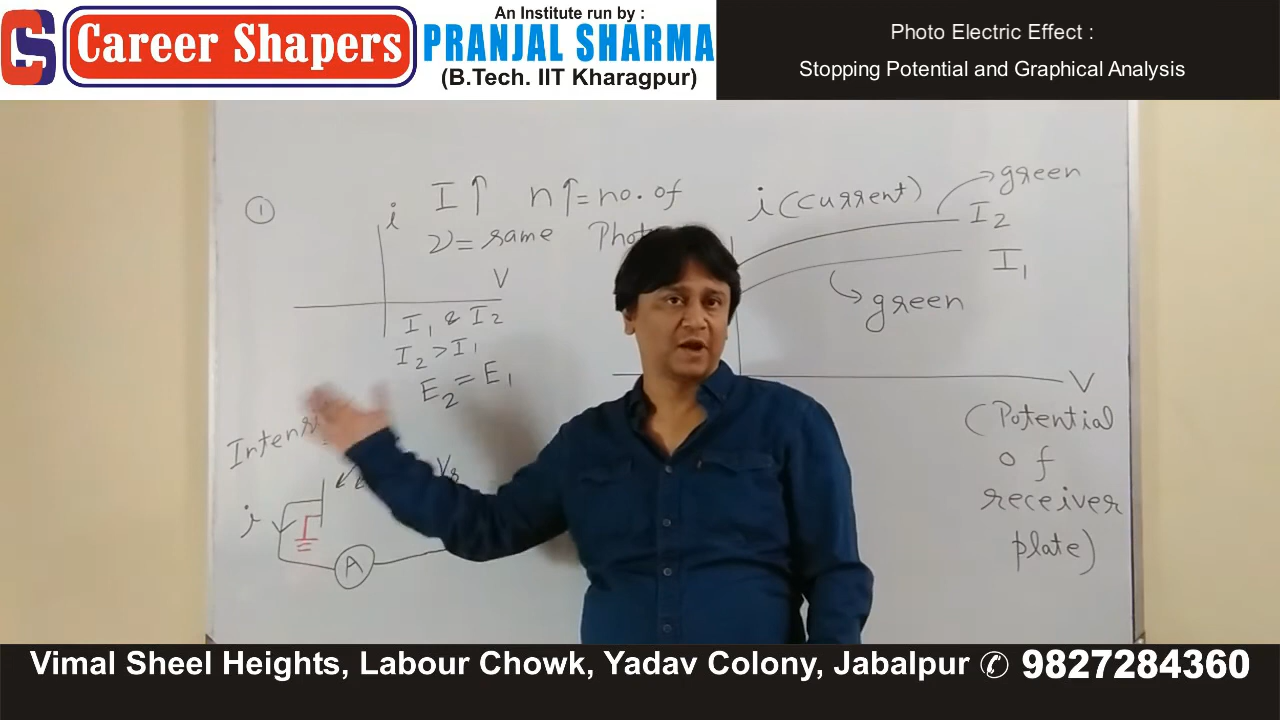 CS
Career Shapers
An Institute run by :
PRANJAL SHARMA
(B.Tech. IIT Kharagpur)
Photo Electric Effect :
Stopping Potential and Graphical Analysis
①
i
I↑ n↑=no. of
ν= same
V
I₁ & I₂
I₂ > I₁
E₂ = E₁
i
A
i (current)
green
I₂
I₁
green
V
(Potential
of
receiver
plate)
Vimal Sheel Heights, Labour Chowk, Yadav Colony, Jabalpur ✆ 9827284360